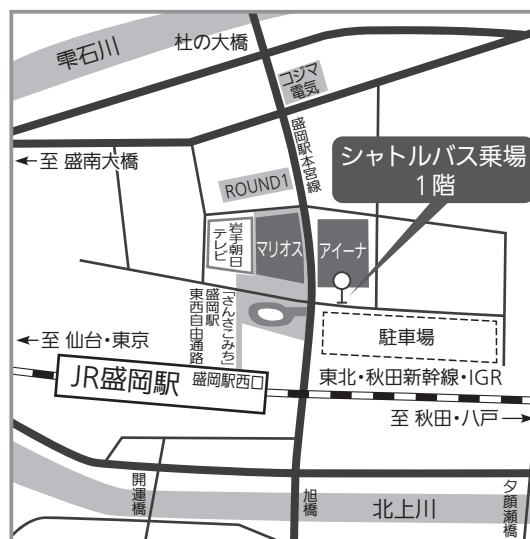 雫石川
杜の大橋
コジマ
電気
盛岡駅本宮線
←至 盛南大橋
シャトルバス乗場
1階
ROUND1
岩手朝日
テレビ
マリオス
アイーナ
「さんさこみち」
盛岡駅
東西自由通路
駐車場
←至 仙台・東京
JR盛岡駅
盛岡駅西口
東北・秋田新幹線・IGR
至 秋田・八戸→
開運橋
旭橋
北上川
夕顔瀬橋